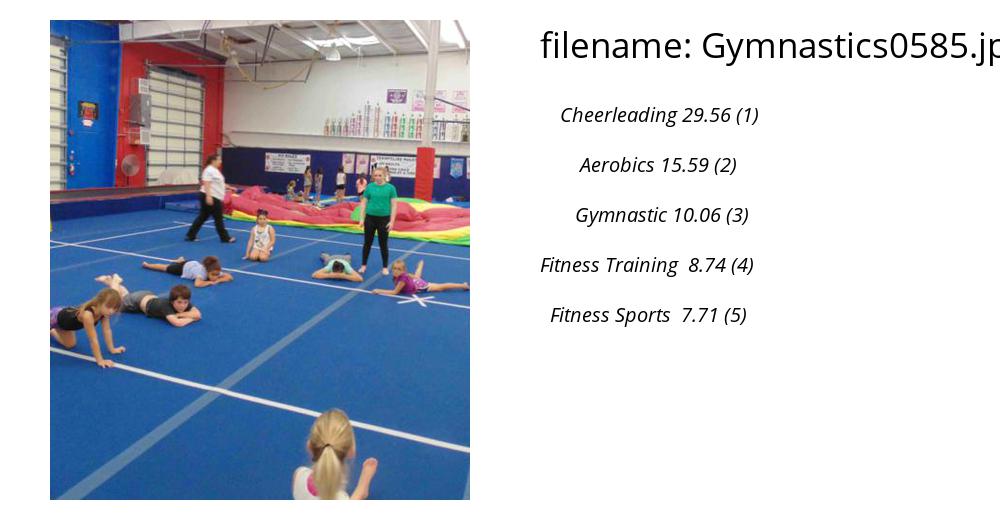 filename: Gymnastics0585.jp
Cheerleading 29.56 (1)
Aerobics 15.59 (2)
Gymnastic 10.06 (3)
Fitness Training 8.74 (4)
Fitness Sports 7.71 (5)